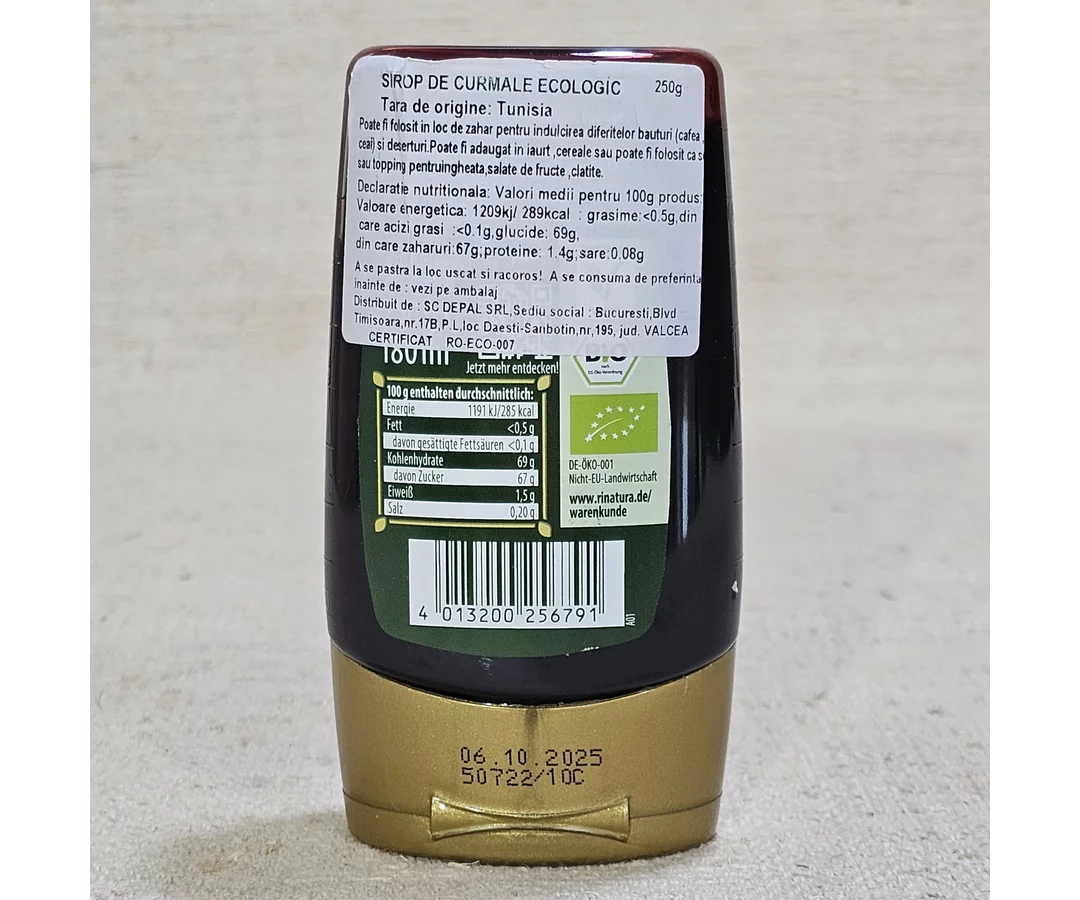 SIROP DE CURMALE ECOLOGIC 250g
Tara de origine: Tunisia
Poate fi folosit in loc de zahar pentru indulcirea diferitelor bauturi (cafea,
ceai) și deserturi.Poate fi adaugat in iaurt ,cereale sau poate fi folosit ca
sau topping pentruingheata,salate de fructe ,clatite.
Declaratie nutritionala: Valori medii pentru 100g produs:
Valoare energetica: 1209kj/ 289kcal : grasime:<0.5g,din
care acizi grasi :<0.1g,glucide: 69g,
din care zaharuri:67g;proteine: 1.4g;sare:0.08g
A se pastra la loc uscat si racoros! A se consuma de preferinta
inainte de : vezi pe ambalaj
Distribuit de : SC DEPAL SRL,Sediu social : Bucuresti,Blvd
Timisoara,nr.17B,P.L,loc Daesti-Sanbotin,nr,195, jud. VALCEA
CERTIFICAT RO-ECO-007
180ml
Jetzt mehr entdecken!
BIO
nach
EG-Öko-Verordnung
100 g enthalten durchschnittlich:
Energie 1191 kJ/285 kcal
Fett <0,5 g
davon gesättigte Fettsäuren <0,1 g
Kohlenhydrate 69 g
davon Zucker 67 g
Eiweiß 1,5 g
Salz 0,20 g
DE-ÖKO-001
Nicht-EU-Landwirtschaft
www.rinatura.de/
warenkunde
4 013200 256791
A01
06.10.2025
50722/10C